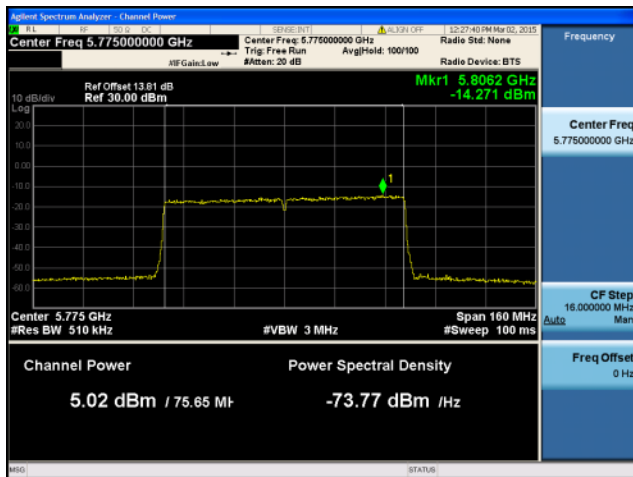 Agilent Spectrum Analyzer - Channel Power
RL RF 50 Ω DC SENSE:INT ALIGN OFF 12:27:40 PM Mar 02, 2015
Center Freq 5.775000000 GHz
Center Freq: 5.775000000 GHz
Radio Std: None
Trig: Free Run Avg|Hold: 100/100
#IFGain:Low
#Atten: 20 dB
Radio Device: BTS
Mkr1 5.8062 GHz
-14.271 dBm
Ref Offset 13.81 dB
10 dB/div Ref 30.00 dBm
Log
20.0
10.0
0.00
-10.0
-20.0
-30.0
-40.0
-50.0
-60.0
1
Center 5.775 GHz Span 160 MHz
#Res BW 510 kHz #VBW 3 MHz #Sweep 100 ms
Channel Power Power Spectral Density
5.02 dBm / 75.65 MH -73.77 dBm /Hz
MSG STATUS
Frequency
Center Freq
5.775000000 GHz
CF Step
16.000000 MHz
Auto Man
Freq Offset
0 Hz